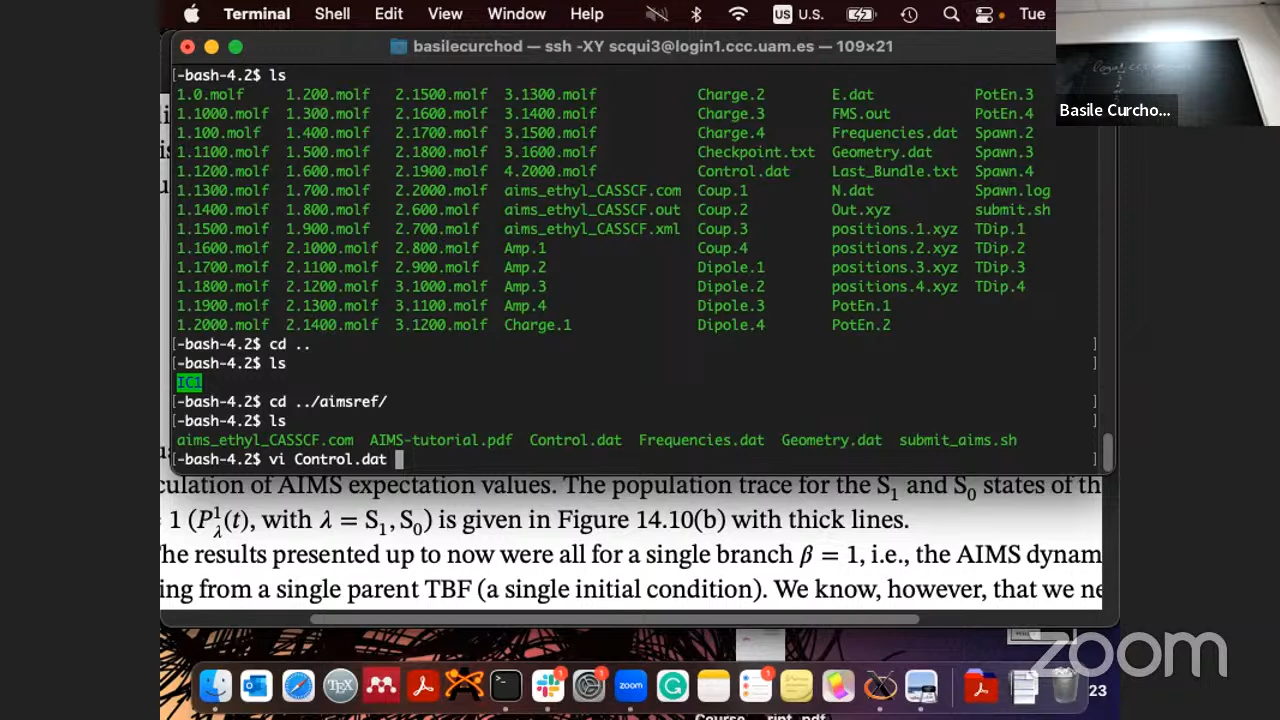 Terminal Shell Edit View Window Help US U.S. Tue
basilecurchod — ssh -XY scqui3@login1.ccc.uam.es — 109×21
Basile Curcho...
[-bash-4.2$ ls
1.0.molf 1.200.molf 2.1500.molf 3.1300.molf Charge.2 E.dat PotEn.3
1.1000.molf 1.300.molf 2.1600.molf 3.1400.molf Charge.3 FMS.out PotEn.4
1.100.molf 1.400.molf 2.1700.molf 3.1500.molf Charge.4 Frequencies.dat Spawn.2
1.1100.molf 1.500.molf 2.1800.molf 3.1600.molf Checkpoint.txt Geometry.dat Spawn.3
1.1200.molf 1.600.molf 2.1900.molf 4.2000.molf Control.dat Last_Bundle.txt Spawn.4
1.1300.molf 1.700.molf 2.2000.molf aims_ethyl_CASSCF.com Coup.1 N.dat Spawn.log
1.1400.molf 1.800.molf 2.600.molf aims_ethyl_CASSCF.out Coup.2 Out.xyz submit.sh
1.1500.molf 1.900.molf 2.700.molf aims_ethyl_CASSCF.xml Coup.3 positions.1.xyz TDip.1
1.1600.molf 2.1000.molf 2.800.molf Amp.1 Coup.4 positions.2.xyz TDip.2
1.1700.molf 2.1100.molf 2.900.molf Amp.2 Dipole.1 positions.3.xyz TDip.3
1.1800.molf 2.1200.molf 3.1000.molf Amp.3 Dipole.2 positions.4.xyz TDip.4
1.1900.molf 2.1300.molf 3.1100.molf Amp.4 Dipole.3 PotEn.1
1.2000.molf 2.1400.molf 3.1200.molf Charge.1 Dipole.4 PotEn.2
[-bash-4.2$ cd .. ]
[-bash-4.2$ ls ]
IC1
[-bash-4.2$ cd ../aimsref/ ]
[-bash-4.2$ ls ]
aims_ethyl_CASSCF.com AIMS-tutorial.pdf Control.dat Frequencies.dat Geometry.dat submit_aims.sh
[-bash-4.2$ vi Control.dat ]
culation of AIMS expectation values. The population trace for the S₁ and S₀ states of th
= 1 (P¹λ(t), with λ = S₁, S₀) is given in Figure 14.10(b) with thick lines.
he results presented up to now were all for a single branch β = 1, i.e., the AIMS dynam
ing from a single parent TBF (a single initial condition). We know, however, that we ne
zoom
TEX zoom 23